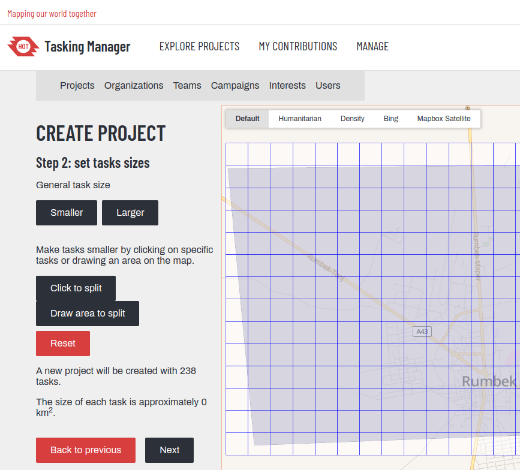 Mapping our world together
HOT Tasking Manager EXPLORE PROJECTS MY CONTRIBUTIONS MANAGE
Projects Organizations Teams Campaigns Interests Users
Default Humanitarian Density Bing Mapbox Satellite
CREATE PROJECT
Step 2: set tasks sizes
General task size
Smaller Larger
Make tasks smaller by clicking on specific
tasks or drawing an area on the map.
Click to split
Draw area to split
Reset
A new project will be created with 238
tasks.
The size of each task is approximately 0
km².
Back to previous Next
A43
Rumbek